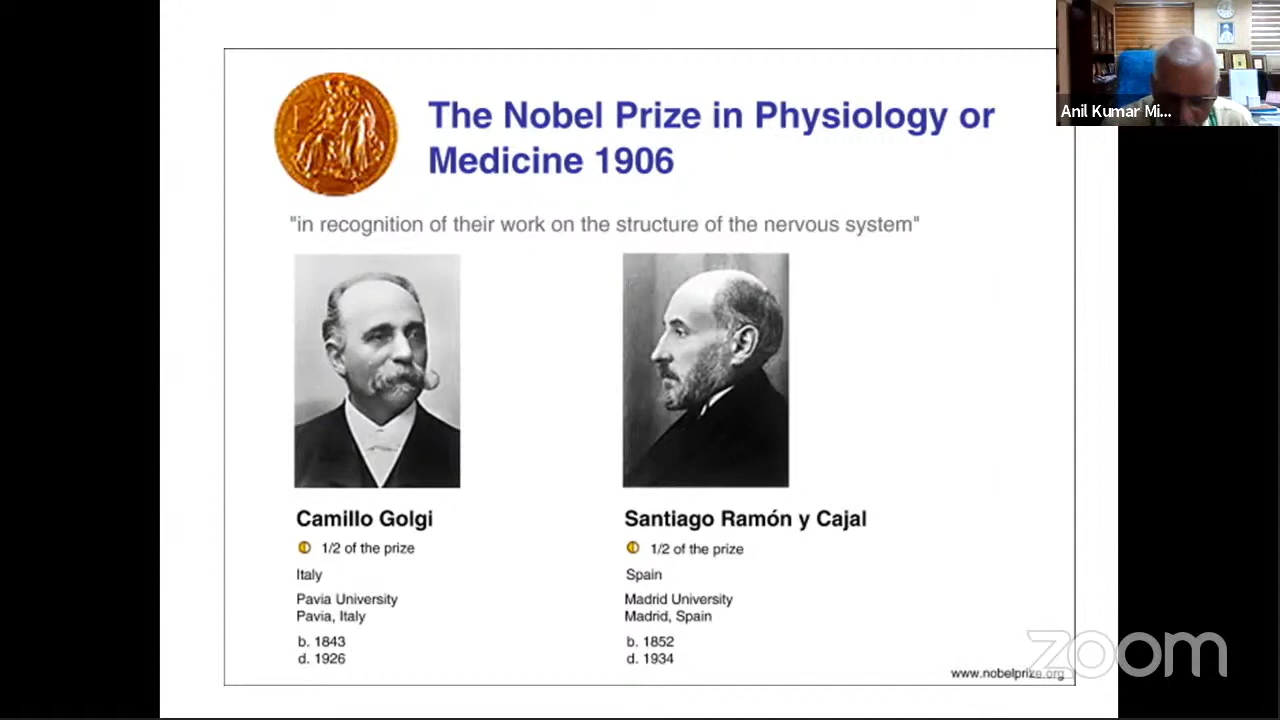 Anil Kumar Mi...
The Nobel Prize in Physiology or
Medicine 1906
"in recognition of their work on the structure of the nervous system"
Camillo Golgi
1/2 of the prize
Italy
Pavia University
Pavia, Italy
b. 1843
d. 1926
Santiago Ramón y Cajal
1/2 of the prize
Spain
Madrid University
Madrid, Spain
b. 1852
d. 1934
www.nobelprize.org
zoom